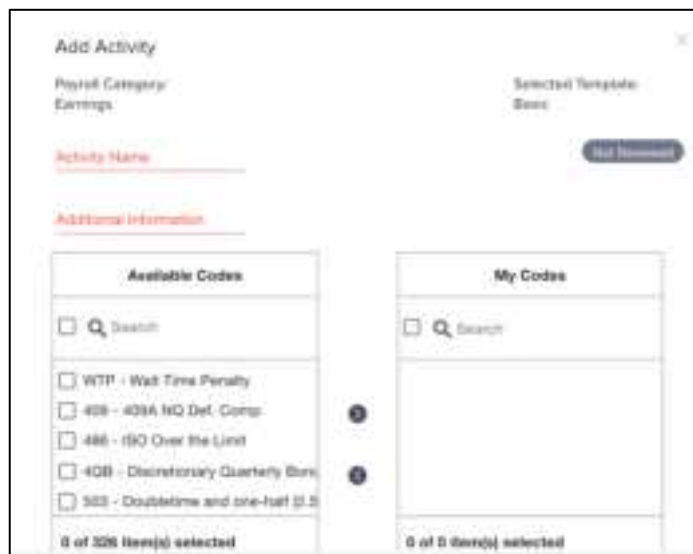 Add Activity
Payroll Category:
Earnings
Selected Template:
Basic
Activity Name
Not Reviewed
Additional Information
Available Codes
My Codes
Search
Search
WTP - Wait Time Penalty
409 - 409A NQ Def. Comp
486 - ISO Over the Limit
4QB - Discretionary Quarterly Bon
503 - Doubletime and one-half (2.5
0 of 326 item(s) selected
0 of 0 item(s) selected